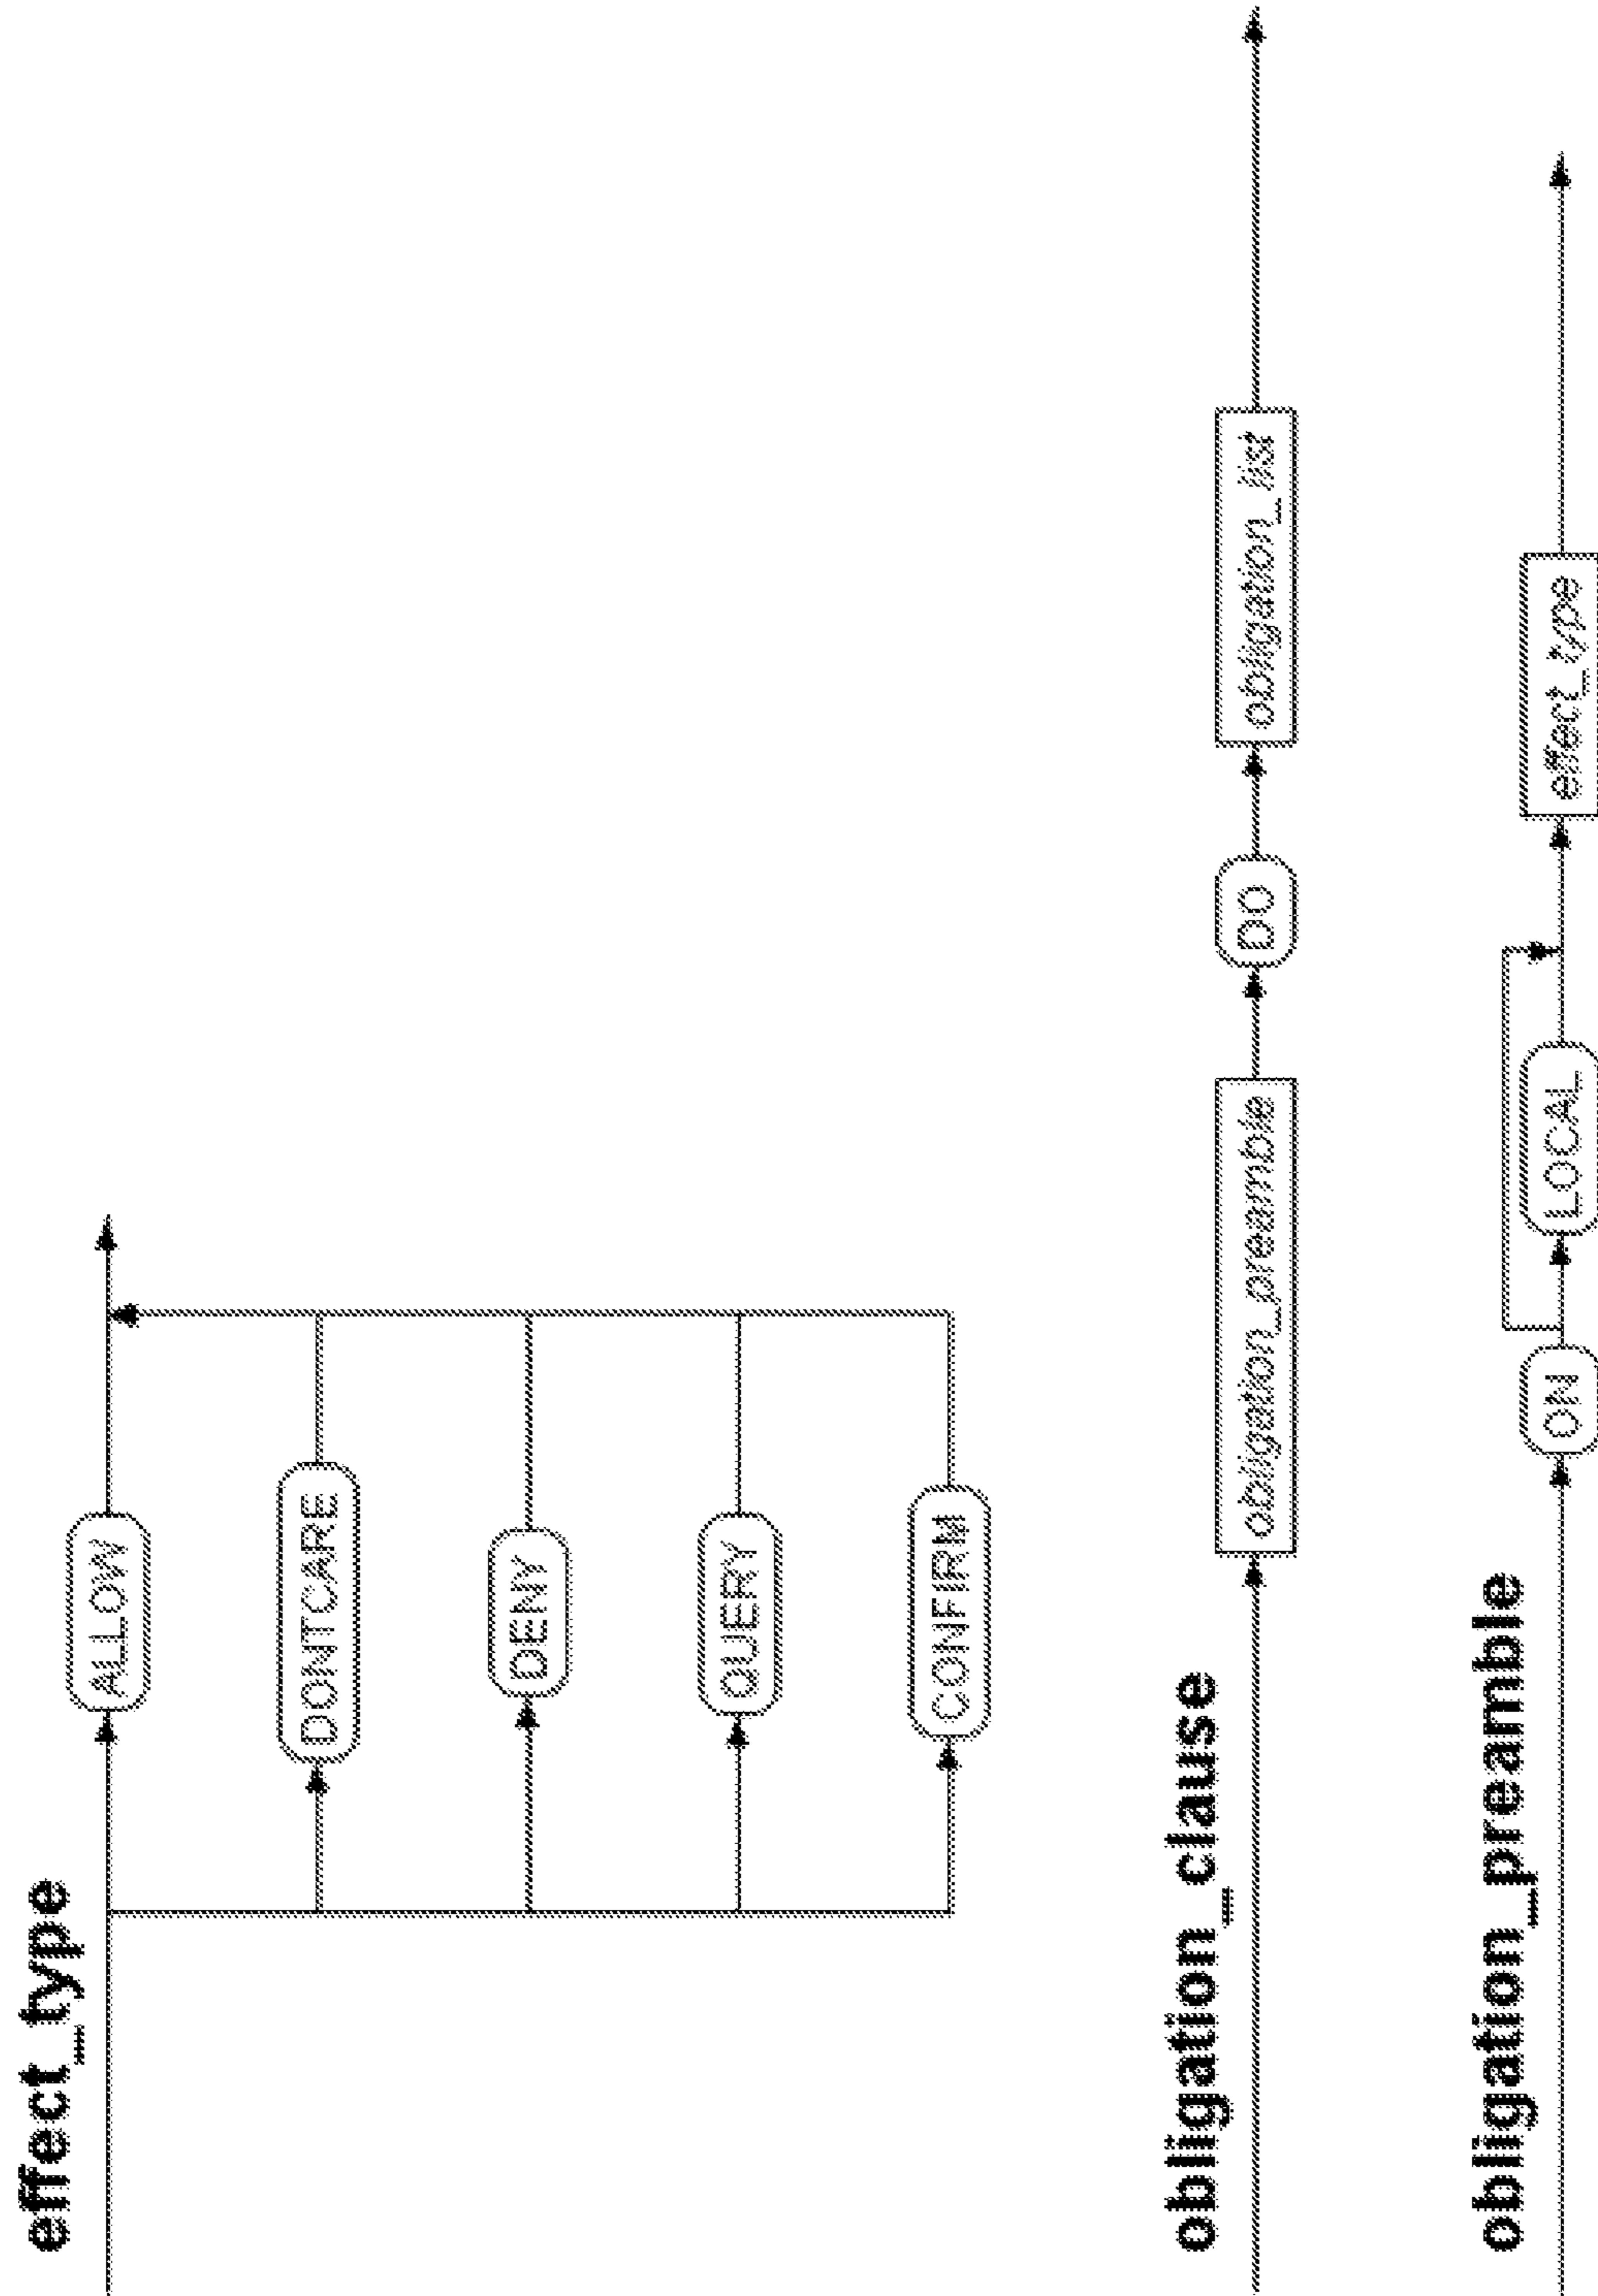 effect_type
ALLOW
DONTCARE
DENY
QUERY
CONFIRM
obligation_clause
obligation_preamble DO obligation_list
obligation_preamble
ON LOCAL effect_type